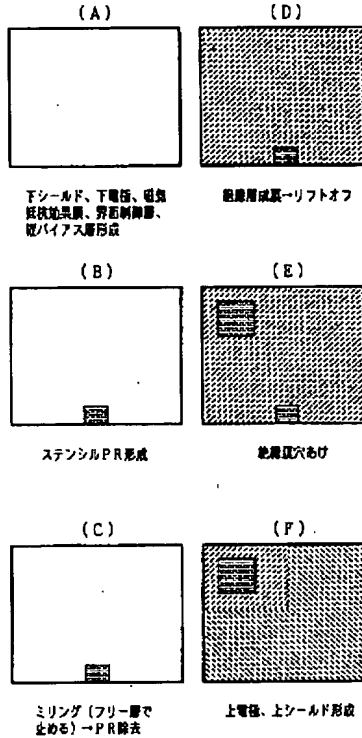 (A)
下シールド、下電極、磁気
抵抗効果膜、界面制御層、
縦バイアス層形成
(B)
ステンシルPR形成
(C)
ミリング(フリー層で
止める)→PR除去
(D)
絶縁層成膜→リフトオフ
(E)
絶縁膜穴あけ
(F)
上電極、上シールド形成